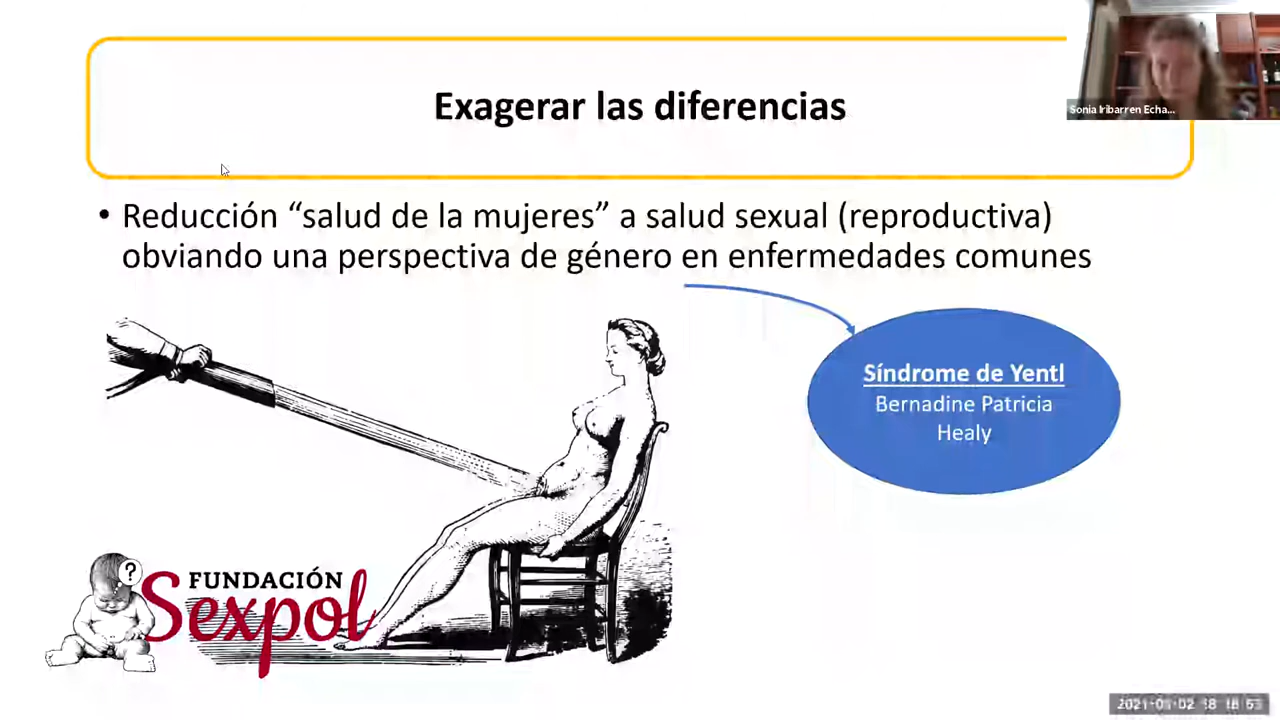 Exagerar las diferencias
Sonia Iribarren Echa...
• Reducción “salud de la mujeres” a salud sexual (reproductiva)
obviando una perspectiva de género en enfermedades comunes
Síndrome de Yentl
Bernadine Patricia
Healy
?
FUNDACIÓN
Sexpol